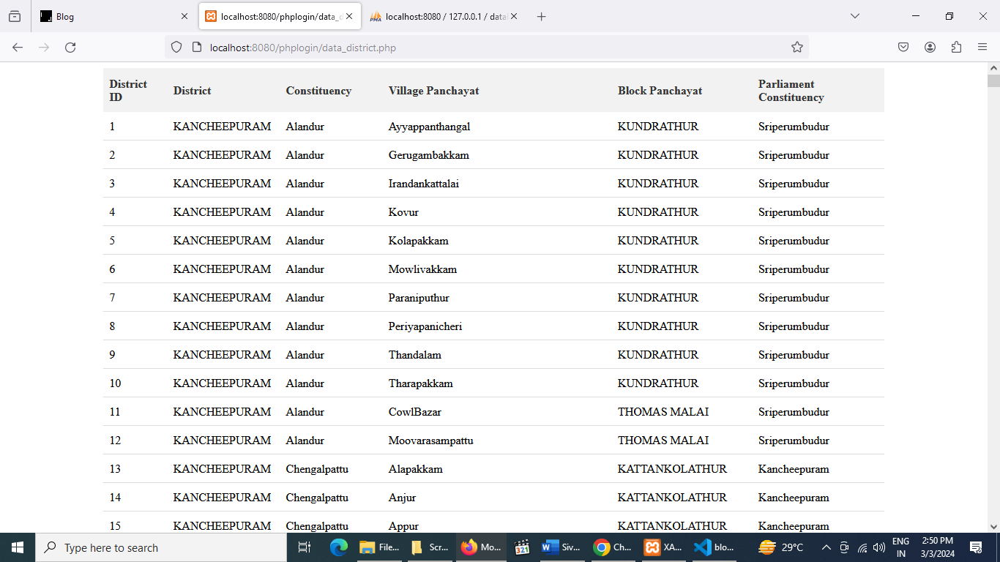 Blog
localhost:8080/phplogin/data_d
localhost:8080 / 127.0.0.1 / datal
localhost:8080/phplogin/data_district.php
District ID District Constituency Village Panchayat Block Panchayat Parliament Constituency
1 KANCHEEPURAM Alandur Ayyappanthangal KUNDRATHUR Sriperumbudur
2 KANCHEEPURAM Alandur Gerugambakkam KUNDRATHUR Sriperumbudur
3 KANCHEEPURAM Alandur Irandankattalai KUNDRATHUR Sriperumbudur
4 KANCHEEPURAM Alandur Kovur KUNDRATHUR Sriperumbudur
5 KANCHEEPURAM Alandur Kolapakkam KUNDRATHUR Sriperumbudur
6 KANCHEEPURAM Alandur Mowlivakkam KUNDRATHUR Sriperumbudur
7 KANCHEEPURAM Alandur Paraniputhur KUNDRATHUR Sriperumbudur
8 KANCHEEPURAM Alandur Periyapanicheri KUNDRATHUR Sriperumbudur
9 KANCHEEPURAM Alandur Thandalam KUNDRATHUR Sriperumbudur
10 KANCHEEPURAM Alandur Tharapakkam KUNDRATHUR Sriperumbudur
11 KANCHEEPURAM Alandur CowlBazar THOMAS MALAI Sriperumbudur
12 KANCHEEPURAM Alandur Moovarasampattu THOMAS MALAI Sriperumbudur
13 KANCHEEPURAM Chengalpattu Alapakkam KATTANKOLATHUR Kancheepuram
14 KANCHEEPURAM Chengalpattu Anjur KATTANKOLATHUR Kancheepuram
15 KANCHEEPURAM Chengalpattu Appur KATTANKOLATHUR Kancheepuram
Type here to search
File...
Scr...
Mo...
321
Siv...
Ch...
XA...
blo...
29°C
ENG
IN
2:50 PM
3/3/2024